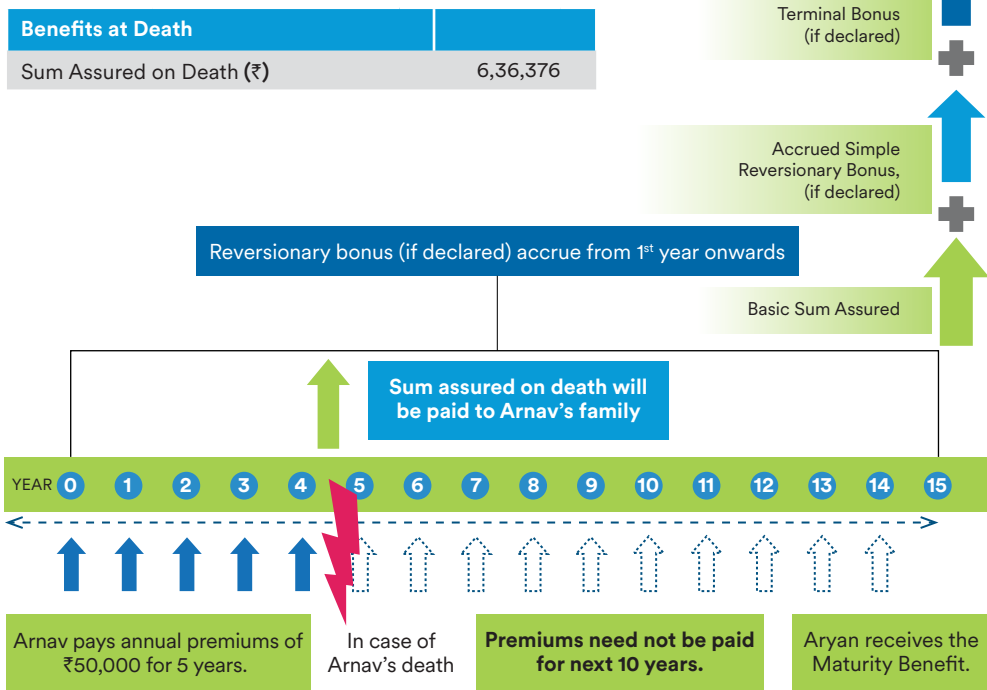 Benefits at Death
Sum Assured on Death (₹) 6,36,376
Terminal Bonus
(if declared)
Accrued Simple
Reversionary Bonus,
(if declared)
Reversionary bonus (if declared) accrue from 1st year onwards
Basic Sum Assured
Sum assured on death will
be paid to Arnav's family
YEAR 0 1 2 3 4 5 6 7 8 9 10 11 12 13 14 15
Arnav pays annual premiums of
₹50,000 for 5 years.
In case of
Arnav's death
Premiums need not be paid
for next 10 years.
Aryan receives the
Maturity Benefit.